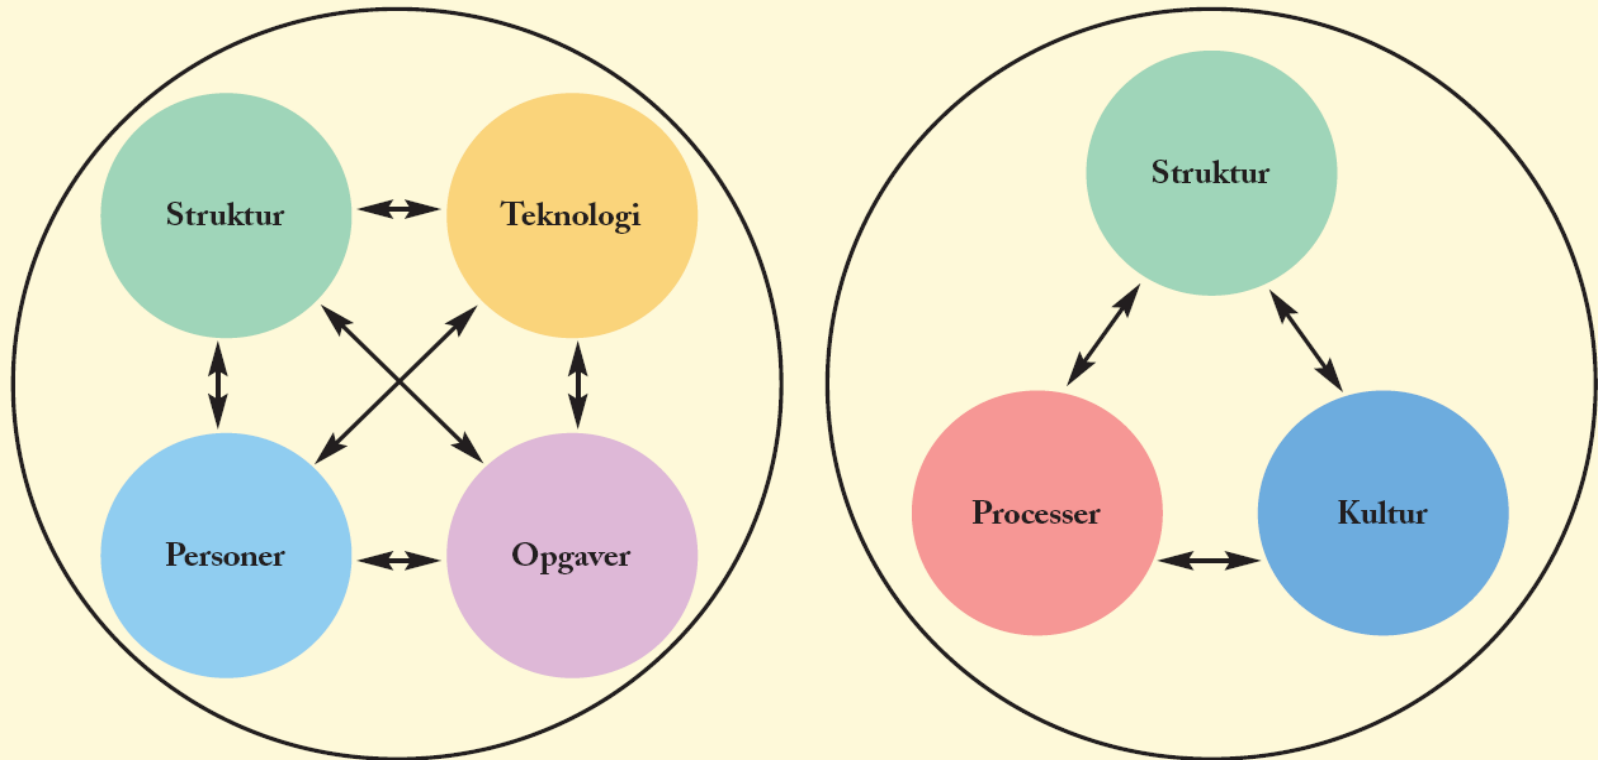 Struktur
Teknologi
Personer
Opgaver
Struktur
Processer
Kultur